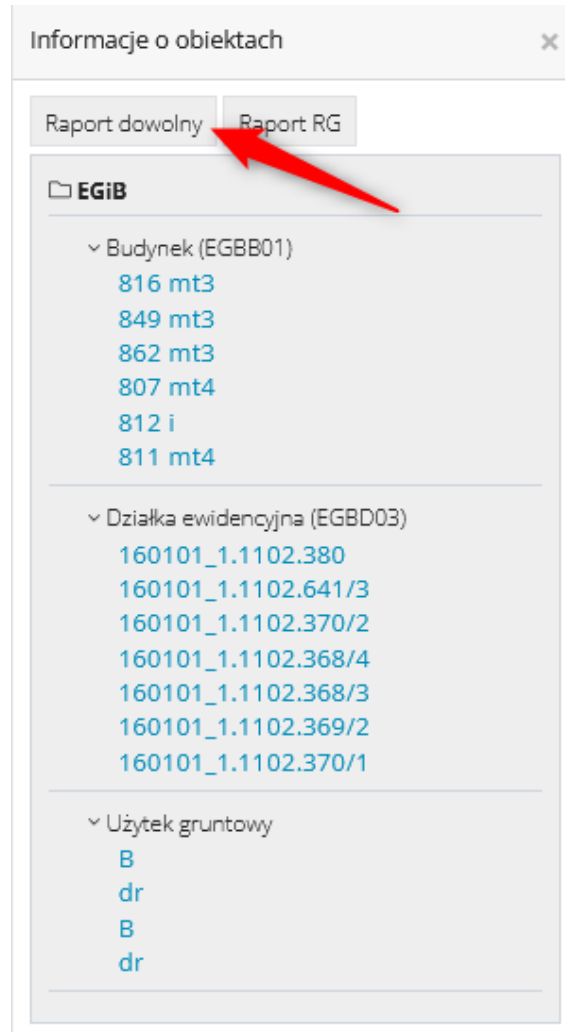 Informacje o obiektach ×
Raport dowolny Raport RG
EGiB
Budynek (EGBB01)
816 mt3
849 mt3
862 mt3
807 mt4
812 i
811 mt4
Działka ewidencyjna (EGBD03)
160101_1.1102.380
160101_1.1102.641/3
160101_1.1102.370/2
160101_1.1102.368/4
160101_1.1102.368/3
160101_1.1102.369/2
160101_1.1102.370/1
Użytek gruntowy
B
dr
B
dr